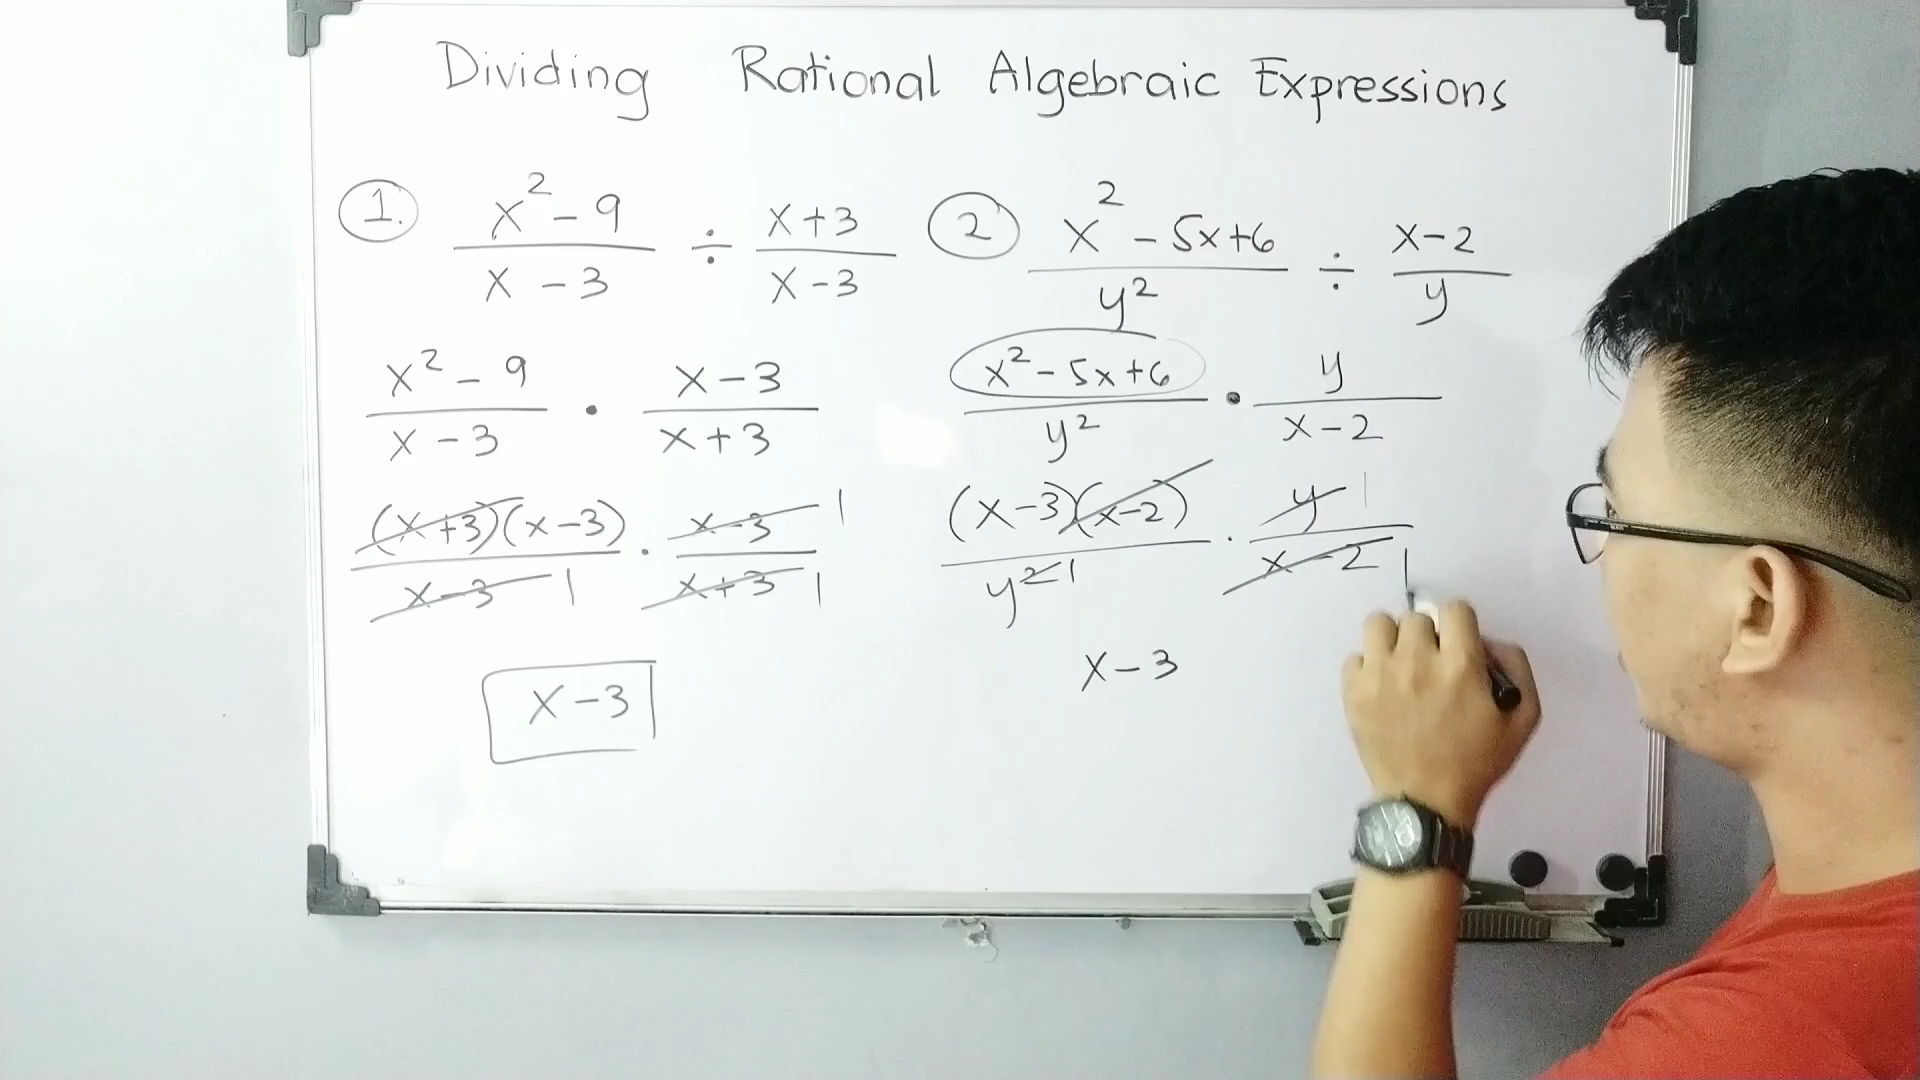 Dividing Rational Algebraic Expressions
1. x² - 9 / x - 3 ÷ x + 3 / x - 3
x² - 9 / x - 3 • x - 3 / x + 3
(x + 3)(x - 3) / x - 3 1 · x - 3 1 / x + 3 1
x - 3
2 x² - 5x + 6 / y² ÷ x - 2 / y
x² - 5x + 6 / y² • y / x - 2
(x - 3)(x - 2) / y² 1 · y 1 / x - 2 1
x - 3